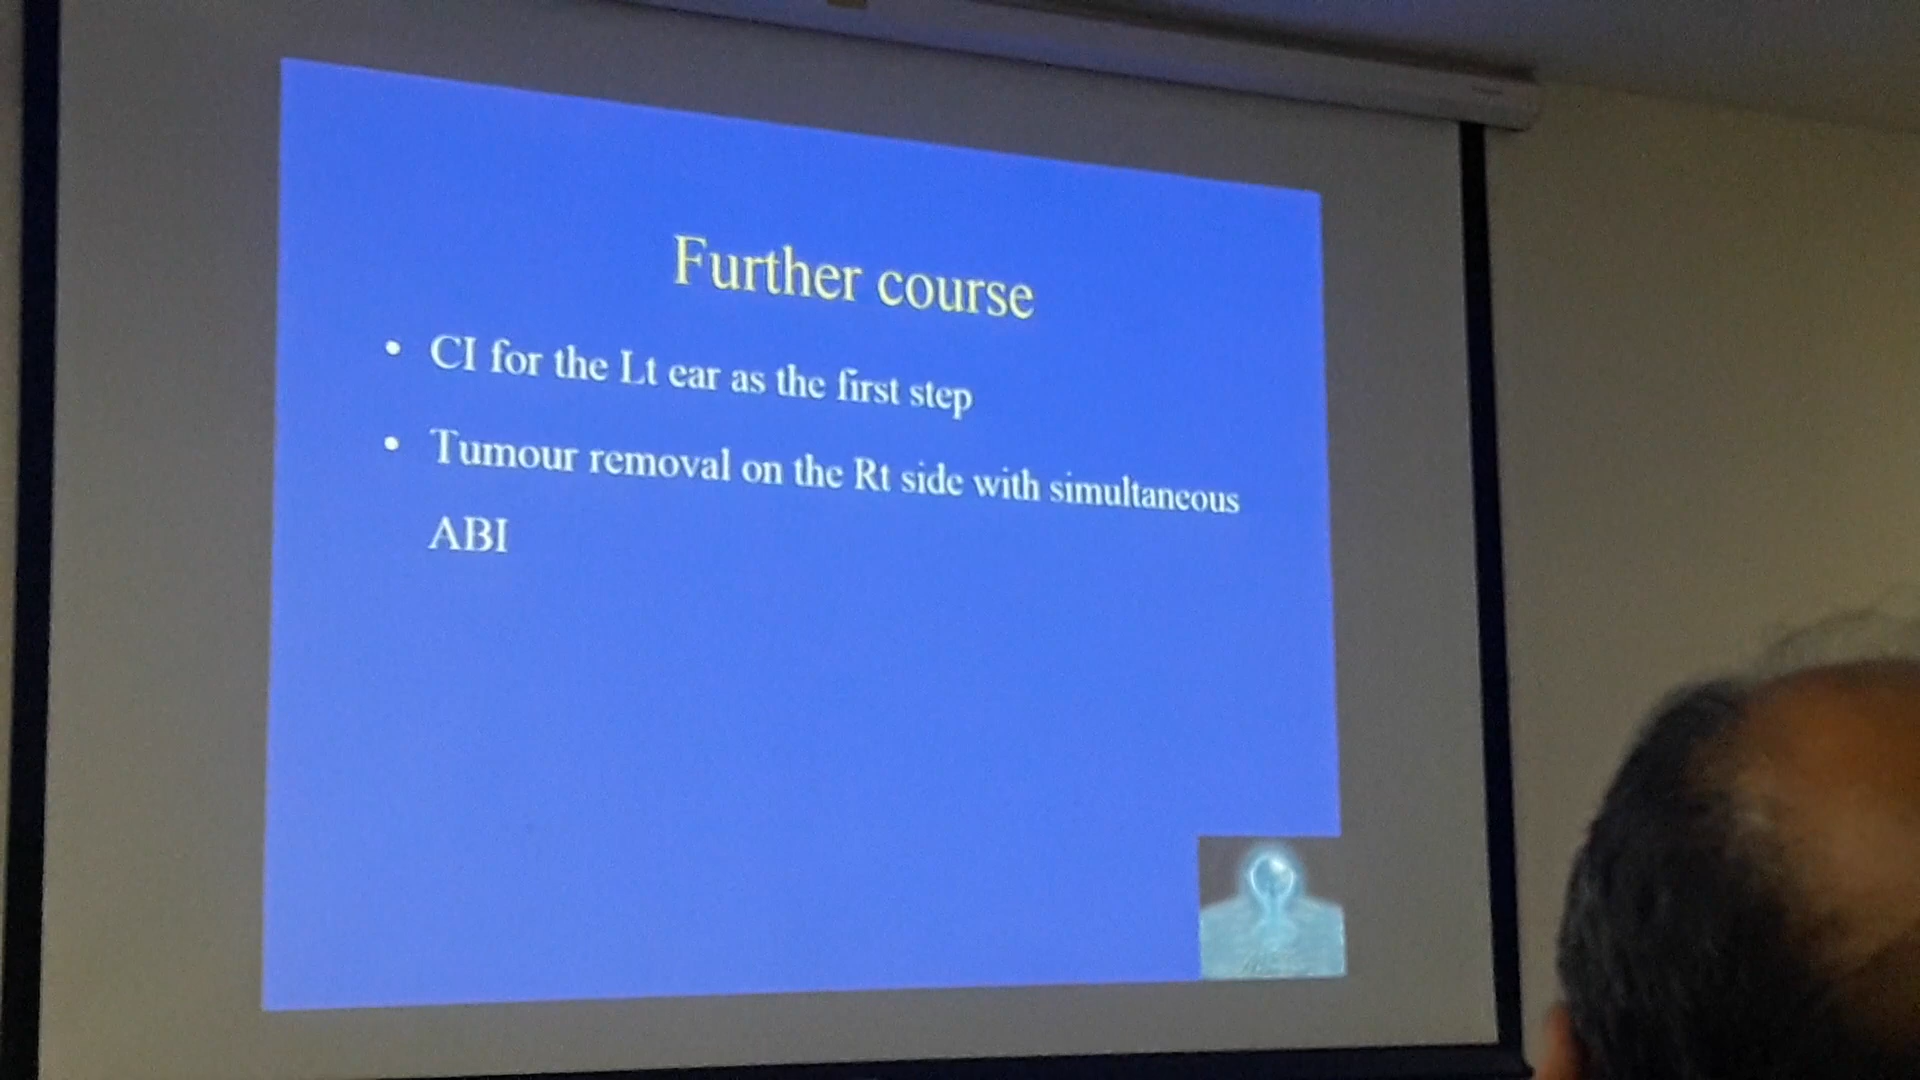 Further course
• CI for the Lt ear as the first step
• Tumour removal on the Rt side with simultaneous
ABI